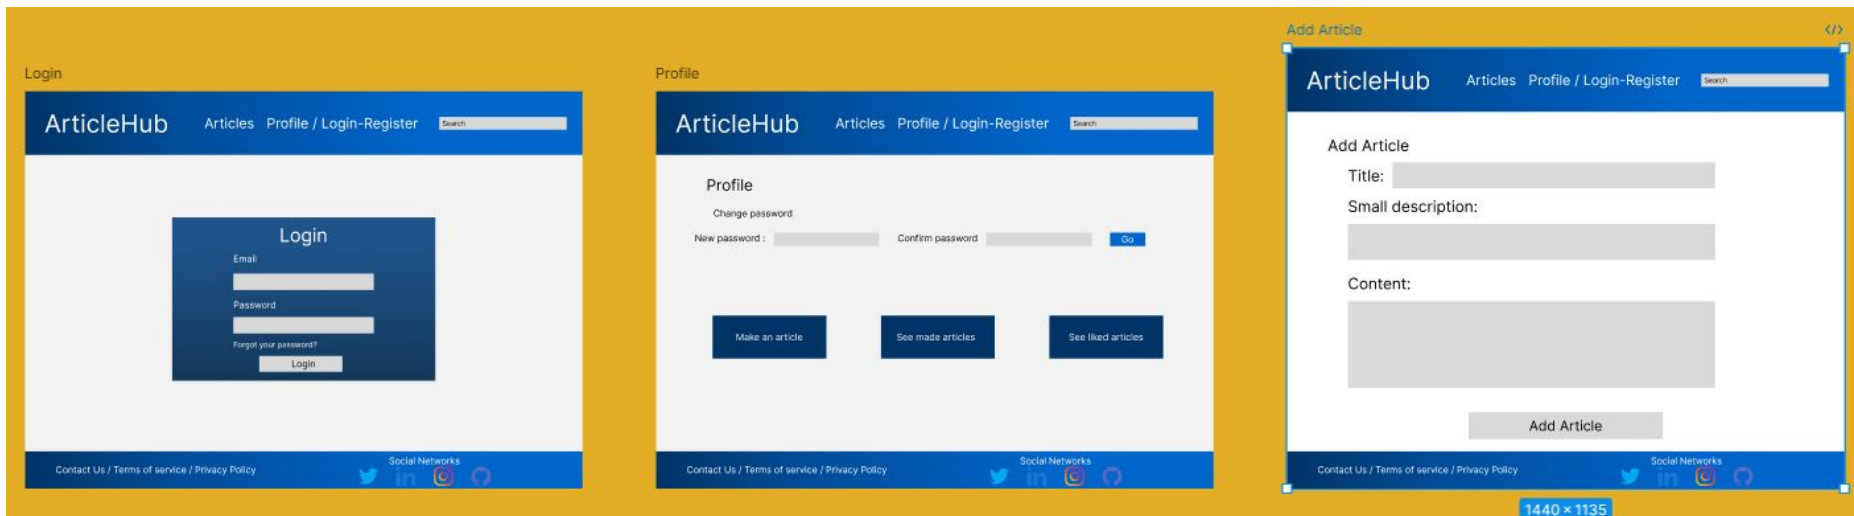 Login
ArticleHub Articles Profile / Login-Register Search
Login
Email
Password
Forgot your password?
Login
Contact Us / Terms of service / Privacy Policy
Social Networks
in
Profile
ArticleHub Articles Profile / Login-Register Search
Profile
Change password
New password : Confirm password Go
Make an article See made articles See liked articles
Contact Us / Terms of service / Privacy Policy
Social Networks
in
Add Article </>
ArticleHub Articles Profile / Login-Register Search
Add Article
Title:
Small description:
Content:
Add Article
Contact Us / Terms of service / Privacy Policy
Social Networks
in
1440 × 1135